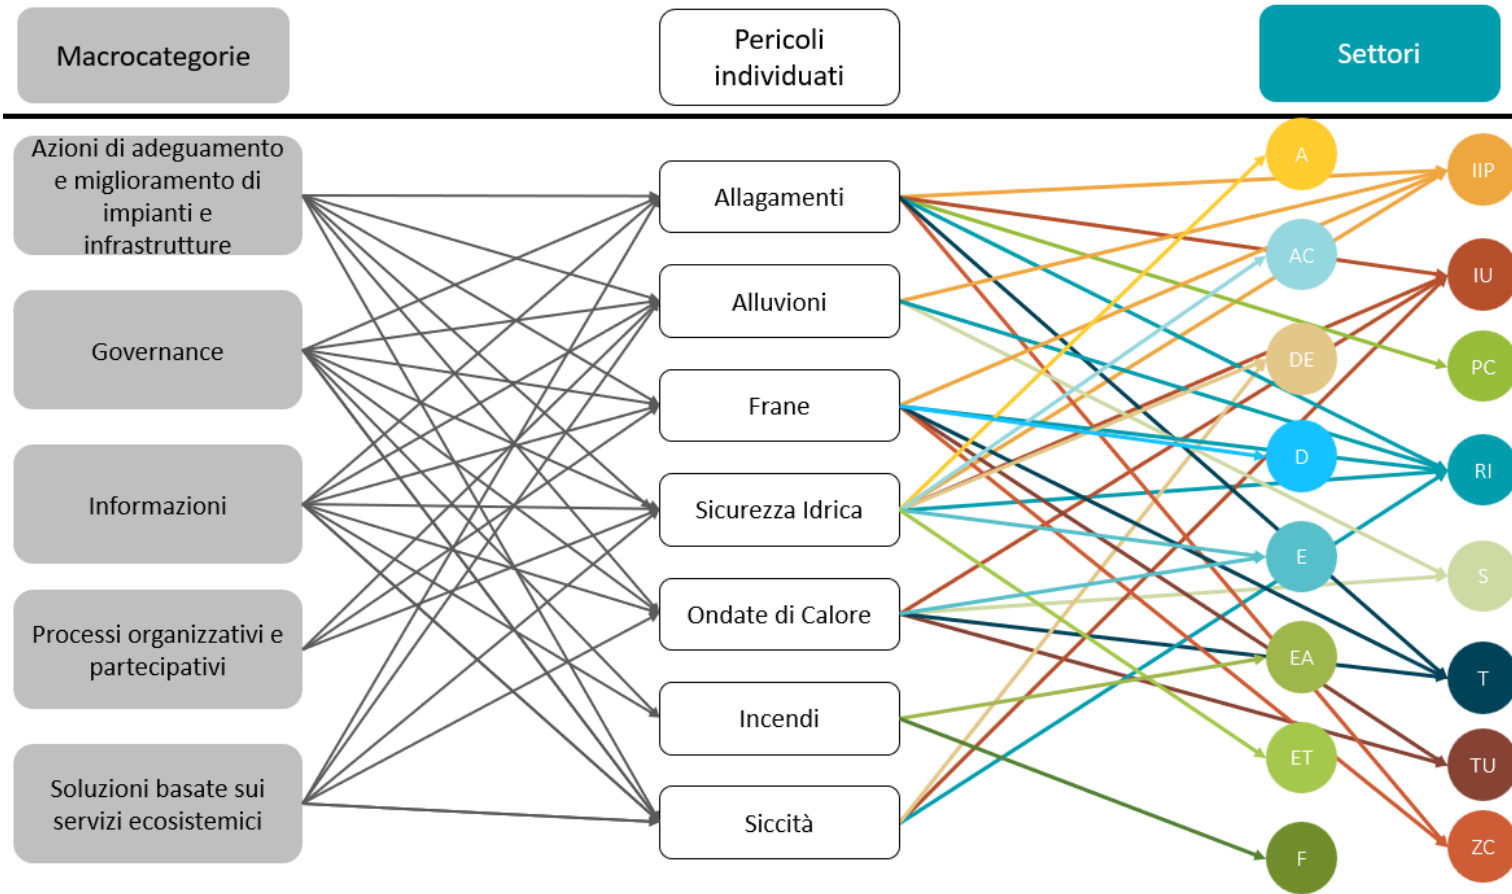 Macrocategorie
Pericoli
individuati
Settori
Azioni di adeguamento
e miglioramento di
impianti e
infrastrutture
Governance
Informazioni
Processi organizzativi e
partecipativi
Soluzioni basate sui
servizi ecosistemici
Allagamenti
Alluvioni
Frane
Sicurezza Idrica
Ondate di Calore
Incendi
Siccità
A
AC
DE
D
E
EA
ET
F
IIP
IU
PC
RI
S
T
TU
ZC